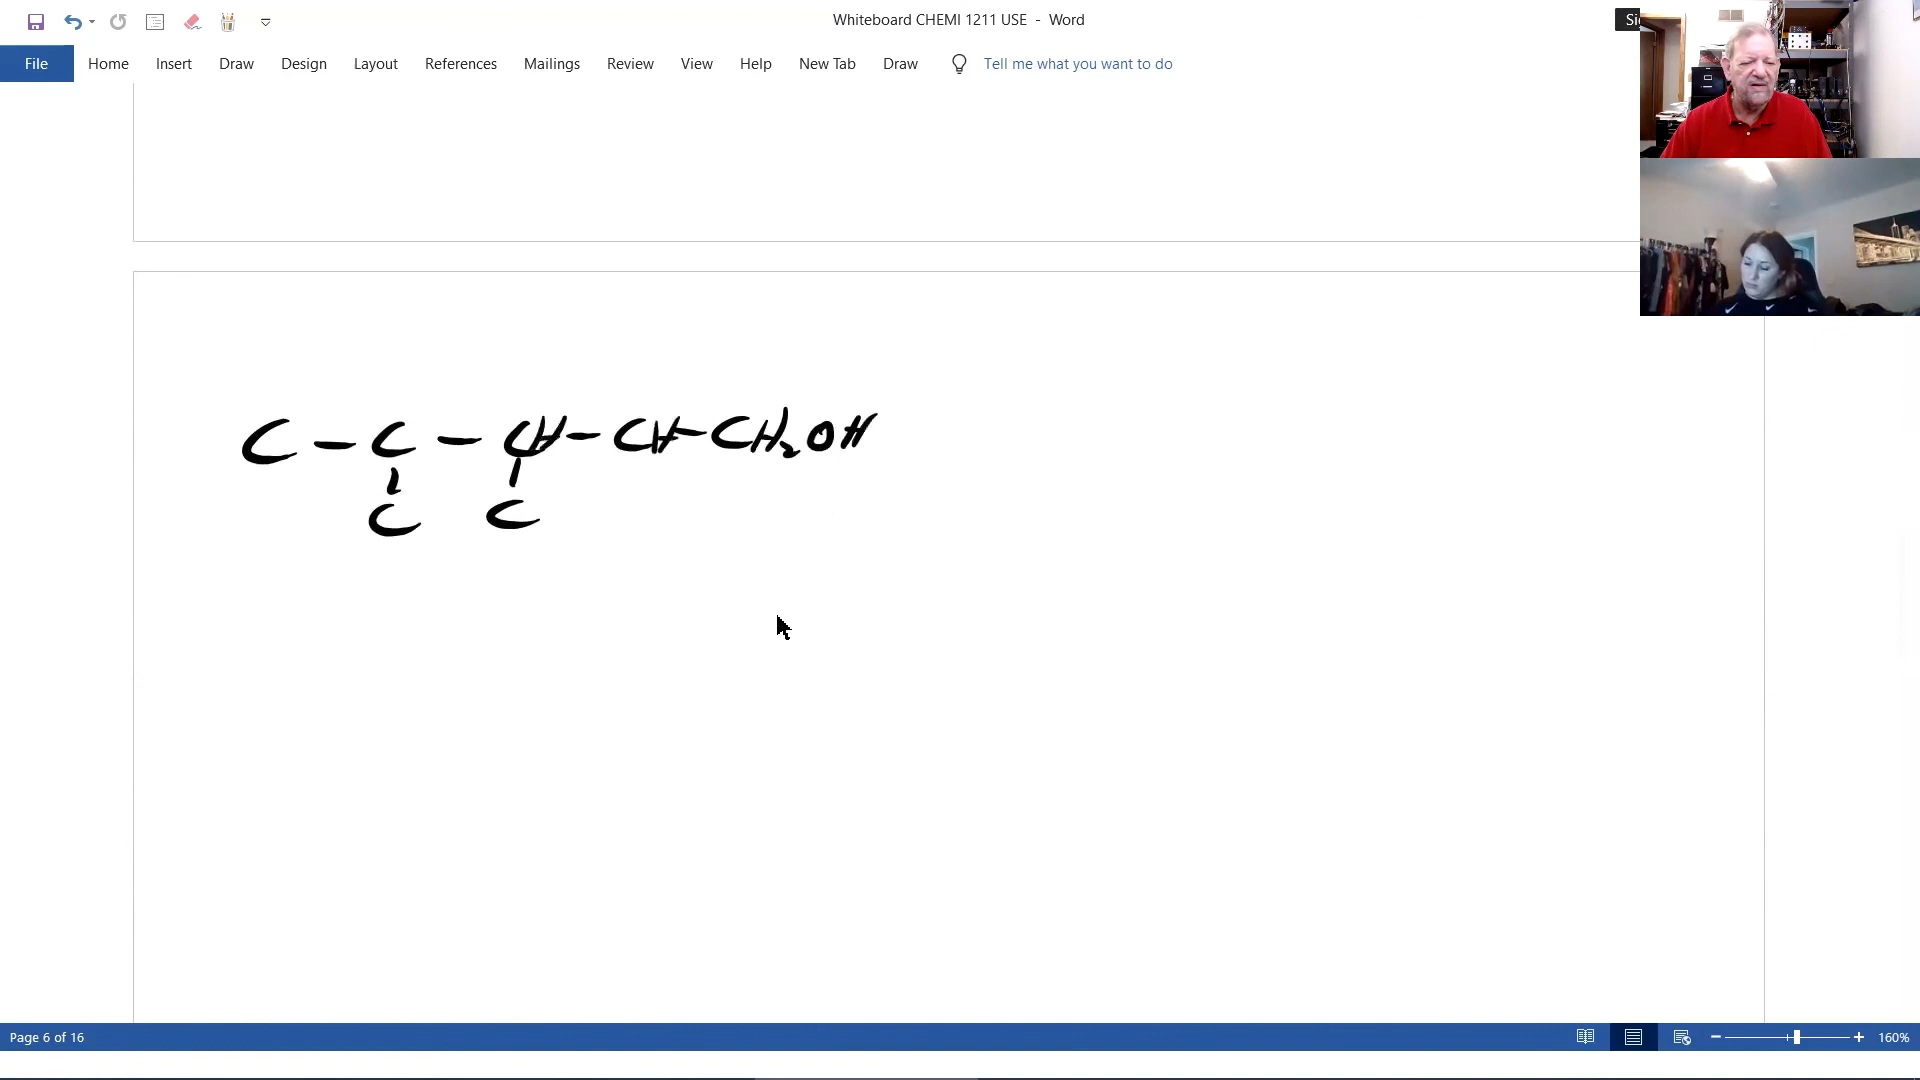 Whiteboard CHEMI 1211 USE - Word
Si
File Home Insert Draw Design Layout References Mailings Review View Help New Tab Draw Tell me what you want to do
C - C - CH - CH - CH2OH
C C
Page 6 of 16
160%